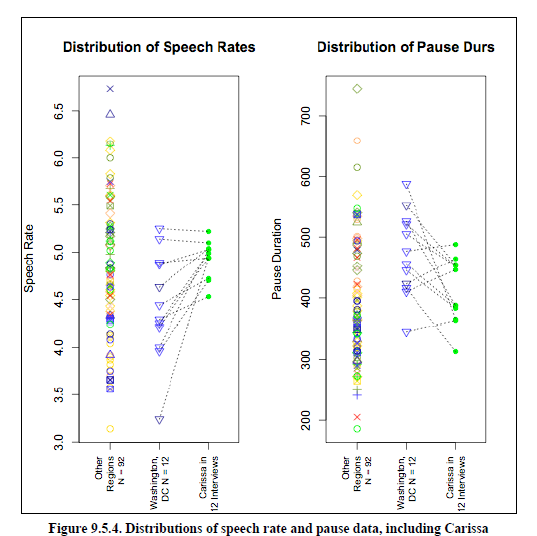 Distribution of Speech Rates
Distribution of Pause Durs
Speech Rate
6.5
6.0
5.5
5.0
4.5
4.0
3.5
3.0
Other
Regions
N = 92
Washington,
DC N = 12
Carissa in
12 Interviews
Pause Duration
700
600
500
400
300
200
Other
Regions
N = 92
Washington,
DC N = 12
Carissa in
12 Interviews
Figure 9.5.4. Distributions of speech rate and pause data, including Carissa